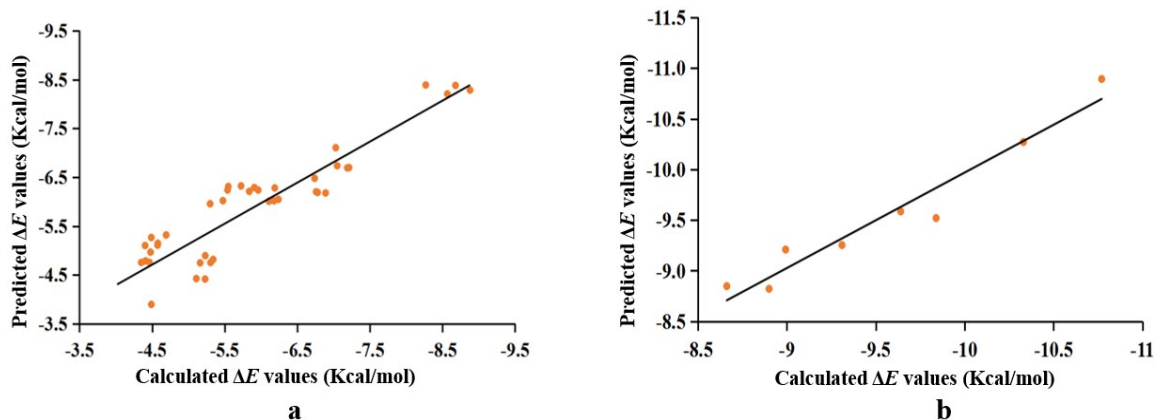 -9.5
-8.5
-7.5
-6.5
-5.5
-4.5
-3.5
Predicted ΔE values (Kcal/mol)
-3.5 -4.5 -5.5 -6.5 -7.5 -8.5 -9.5
Calculated ΔE values (Kcal/mol)
a
-11.5
-11.0
-10.5
-10.0
-9.5
-9.0
-8.5
Predicted ΔE values (Kcal/mol)
-8.5 -9 -9.5 -10 -10.5 -11
Calculated ΔE values (Kcal/mol)
b